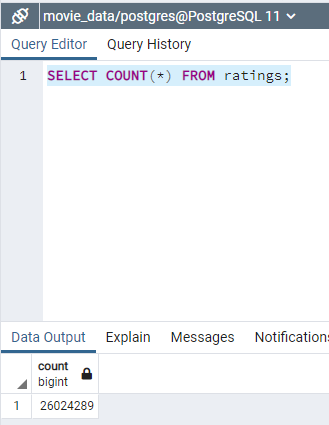 movie_data/postgres@PostgreSQL 11
Query Editor Query History
1 SELECT COUNT(*) FROM ratings;
Data Output Explain Messages Notifications
count
bigint
1 26024289